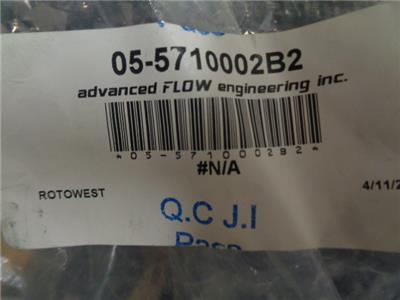 05-5710002B2
advanced FLOW engineering inc.
*05-5710002B2*
#N/A
ROTOWEST
Q.C J.I